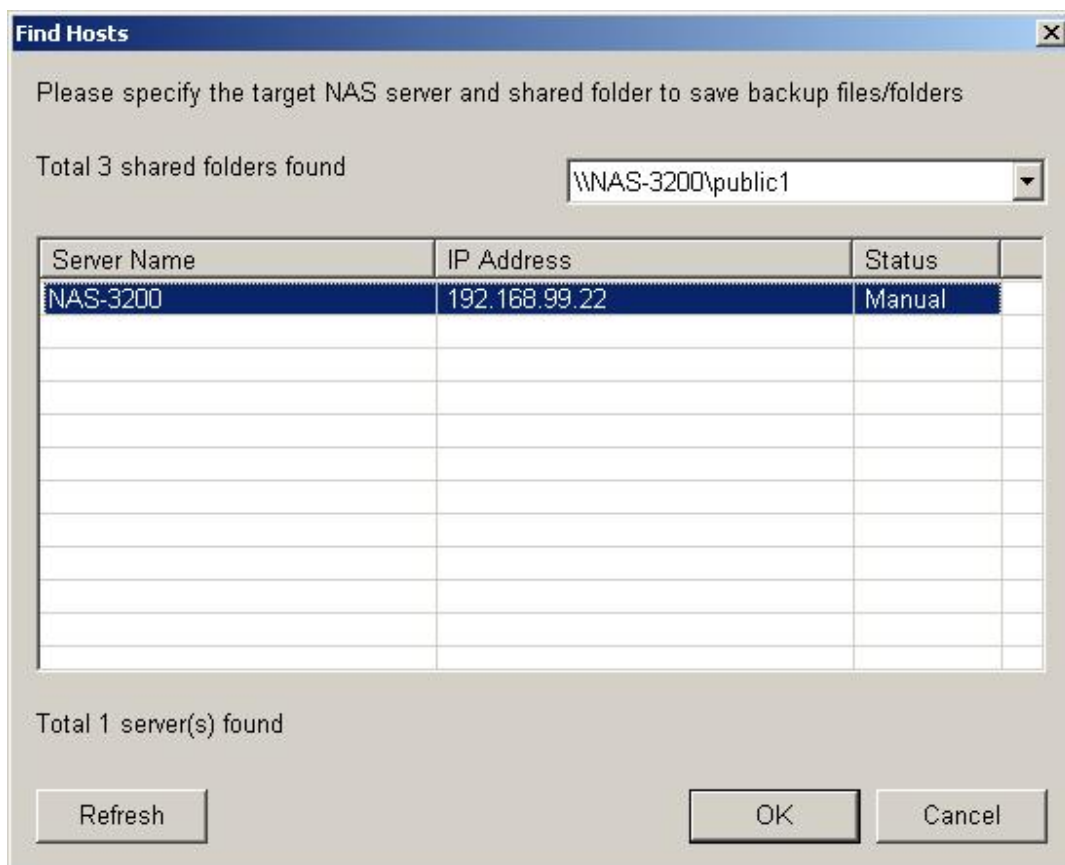 Find Hosts
Please specify the target NAS server and shared folder to save backup files/folders
Total 3 shared folders found
\\NAS-3200\public1
Server Name IP Address Status
NAS-3200 192.168.99.22 Manual
Total 1 server(s) found
Refresh OK Cancel